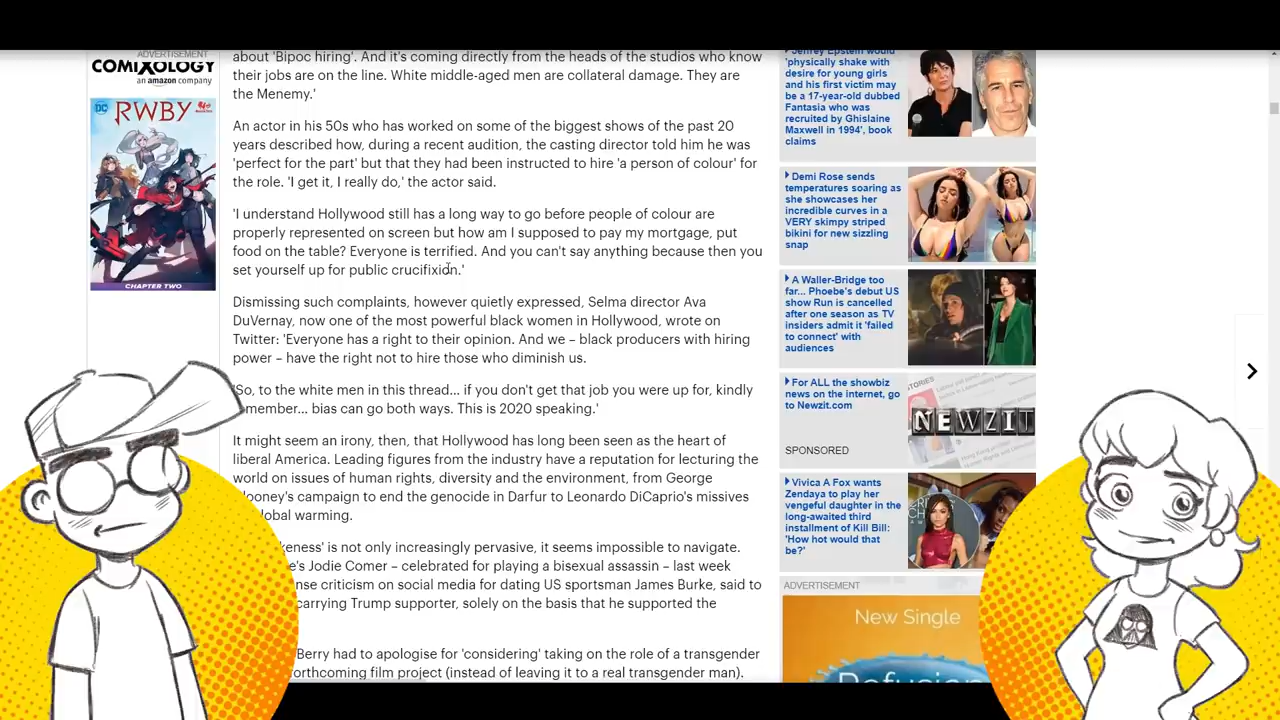 ADVERTISEMENT
COMIXOLOGY
an amazon company
DC
RWBY
CHAPTER TWO
about 'Bipoc hiring'. And it's coming directly from the heads of the studios who know
their jobs are on the line. White middle-aged men are collateral damage. They are
the Menemy.'
An actor in his 50s who has worked on some of the biggest shows of the past 20
years described how, during a recent audition, the casting director told him he was
'perfect for the part' but that they had been instructed to hire 'a person of colour' for
the role. 'I get it, I really do,' the actor said.
'I understand Hollywood still has a long way to go before people of colour are
properly represented on screen but how am I supposed to pay my mortgage, put
food on the table? Everyone is terrified. And you can't say anything because then you
set yourself up for public crucifixion.'
Dismissing such complaints, however quietly expressed, Selma director Ava
DuVernay, now one of the most powerful black women in Hollywood, wrote on
Twitter: 'Everyone has a right to their opinion. And we – black producers with hiring
power – have the right not to hire those who diminish us.
'So, to the white men in this thread... if you don't get that job you were up for, kindly
member... bias can go both ways. This is 2020 speaking.'
It might seem an irony, then, that Hollywood has long been seen as the heart of
liberal America. Leading figures from the industry have a reputation for lecturing the
world on issues of human rights, diversity and the environment, from George
looney's campaign to end the genocide in Darfur to Leonardo DiCaprio's missives
lobal warming.
keness' is not only increasingly pervasive, it seems impossible to navigate.
e's Jodie Comer – celebrated for playing a bisexual assassin – last week
nse criticism on social media for dating US sportsman James Burke, said to
carrying Trump supporter, solely on the basis that he supported the
Berry had to apologise for 'considering' taking on the role of a transgender
forthcoming film project (instead of leaving it to a real transgender man).
Jeffrey Epstein would
'physically shake with
desire for young girls
and his first victim may
be a 17-year-old dubbed
Fantasia who was
recruited by Ghislaine
Maxwell in 1994', book
claims
Demi Rose sends
temperatures soaring as
she showcases her
incredible curves in a
VERY skimpy striped
bikini for new sizzling
snap
A Waller-Bridge too
far... Phoebe's debut US
show Run is cancelled
after one season as TV
insiders admit it 'failed
to connect' with
audiences
For ALL the showbiz
news on the internet, go
to Newzit.com
SPONSORED
NEWZIT
Vivica A Fox wants
Zendaya to play her
vengeful daughter in the
long-awaited third
installment of Kill Bill:
'How hot would that
be?'
ADVERTISEMENT
New Single